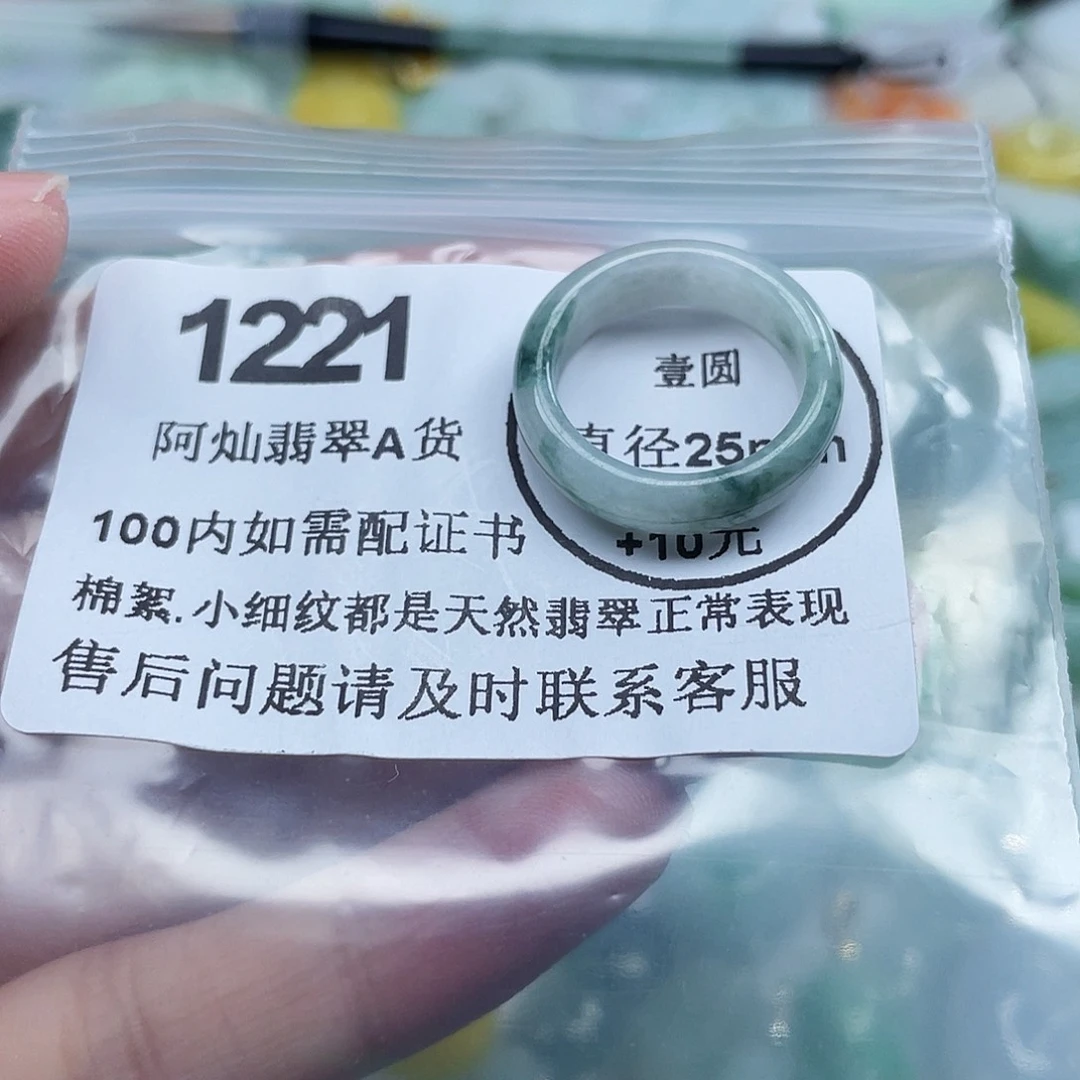 1221
壹圆
阿灿翡翠A货
直径25mm
100内如需配证书
+10元
棉絮.小细纹都是天然翡翠正常表现
售后问题请及时联系客服